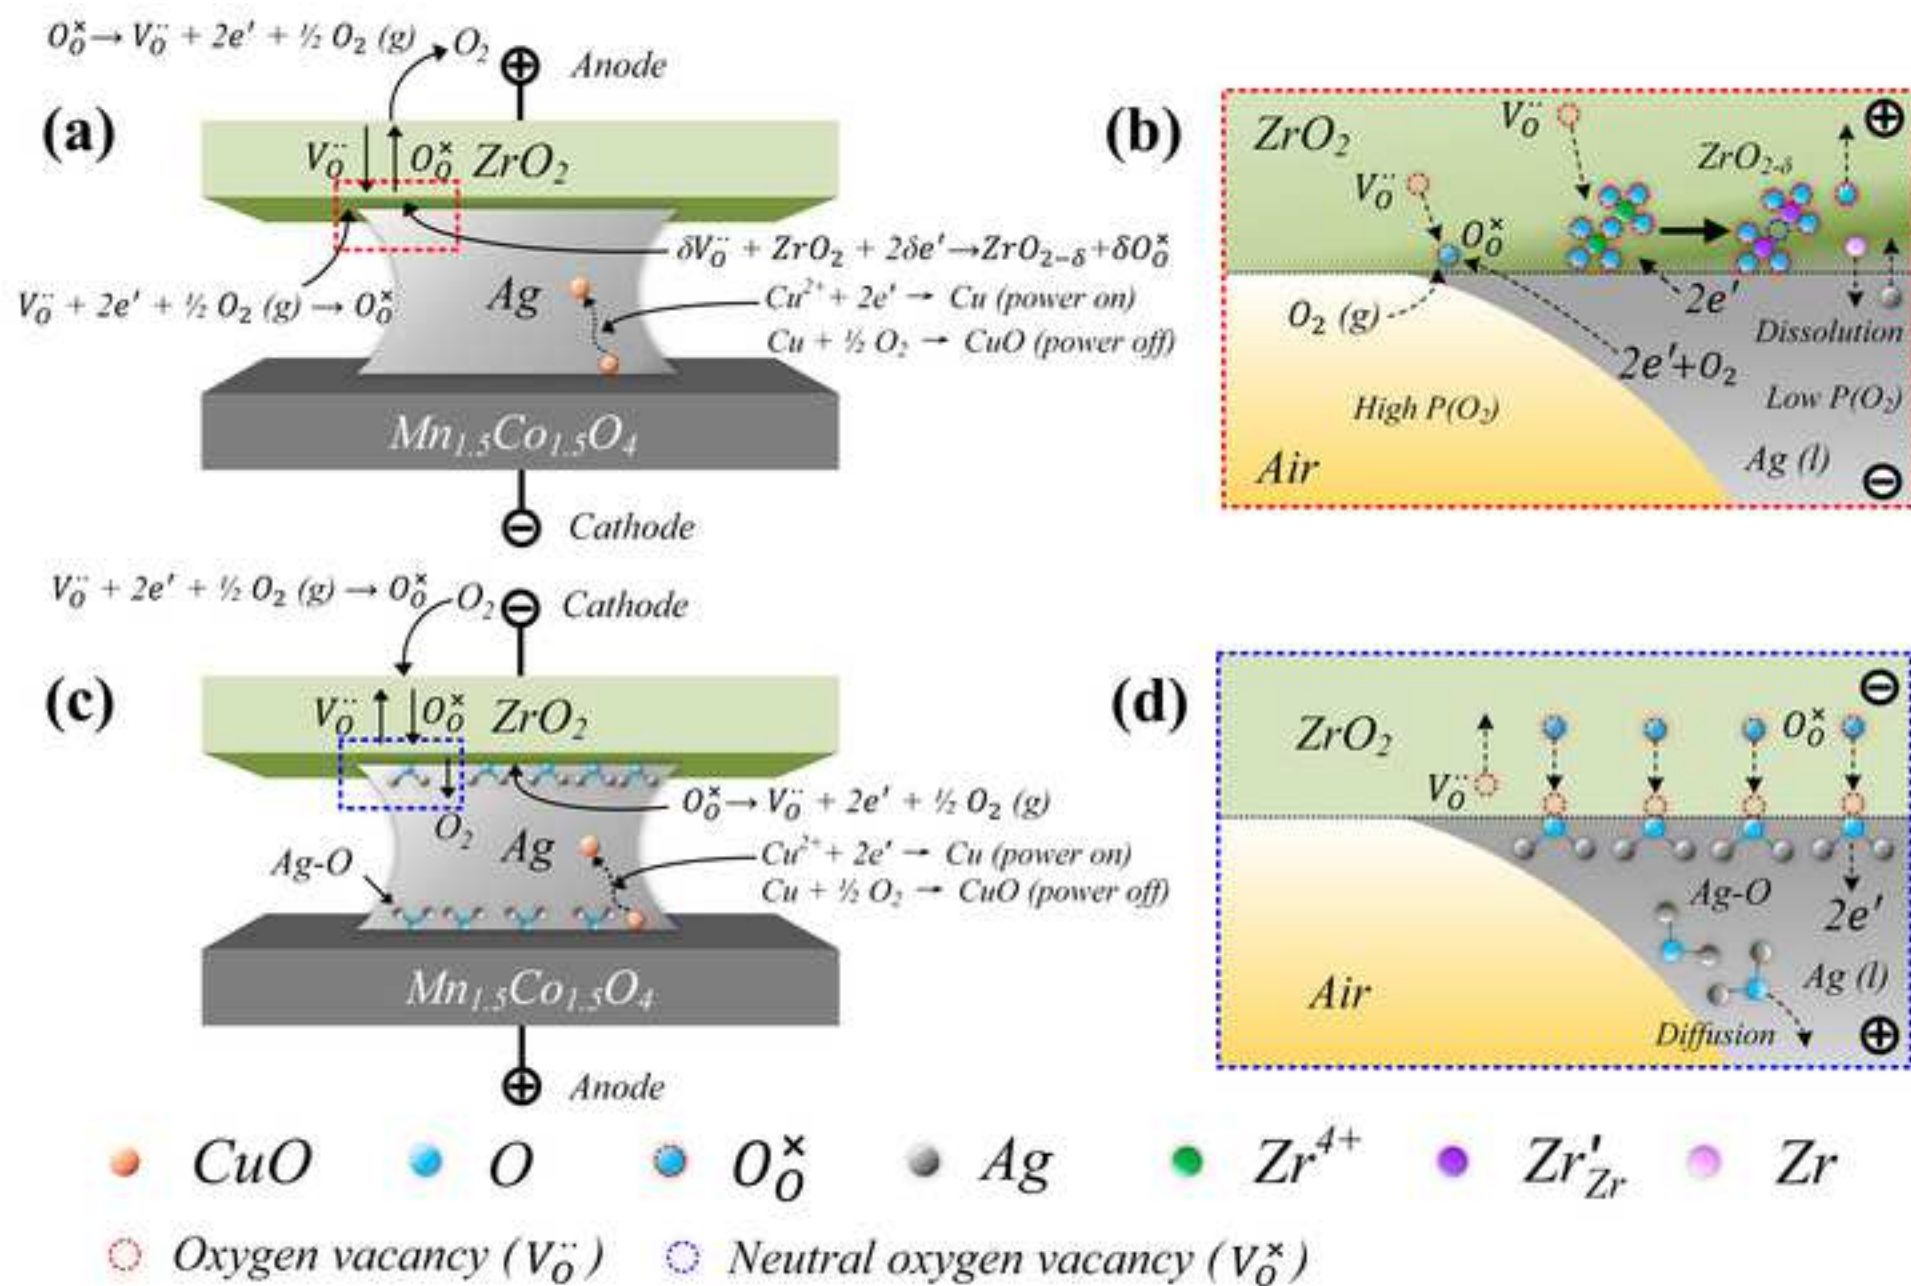 O_O^× → V_O^¨ + 2e′ + ½ O₂ (g)
O₂
⊕ Anode
(a)
V_O^¨
O_O^×
ZrO₂
δV_O^¨ + ZrO₂ + 2δe′→ZrO₂₋δ+δO_O^×
V_O^¨ + 2e′ + ½ O₂ (g) → O_O^×
Ag
Cu²⁺ + 2e′ → Cu (power on)
Cu + ½ O₂ → CuO (power off)
Mn₁.₅Co₁.₅O₄
⊖ Cathode
(b)
ZrO₂
V_O^¨
V_O^¨
ZrO₂₋δ
⊕
O_O^×
O₂ (g)
2e′
Dissolution
2e′+O₂
High P(O₂)
Low P(O₂)
Air
Ag (l)
⊖
V_O^¨ + 2e′ + ½ O₂ (g) → O_O^×
O₂
⊖ Cathode
(c)
V_O^¨
O_O^×
ZrO₂
O_O^× → V_O^¨ + 2e′ + ½ O₂ (g)
O₂
Ag
Ag-O
Cu²⁺ + 2e′ → Cu (power on)
Cu + ½ O₂ → CuO (power off)
Mn₁.₅Co₁.₅O₄
⊕ Anode
(d)
⊖
ZrO₂
O_O^×
V_O^¨
Ag-O
2e′
Air
Ag (l)
Diffusion
⊕
CuO O O_O^× Ag Zr⁴⁺ Zr′_Zr Zr
Oxygen vacancy (V_O^¨) Neutral oxygen vacancy (V_O^×)